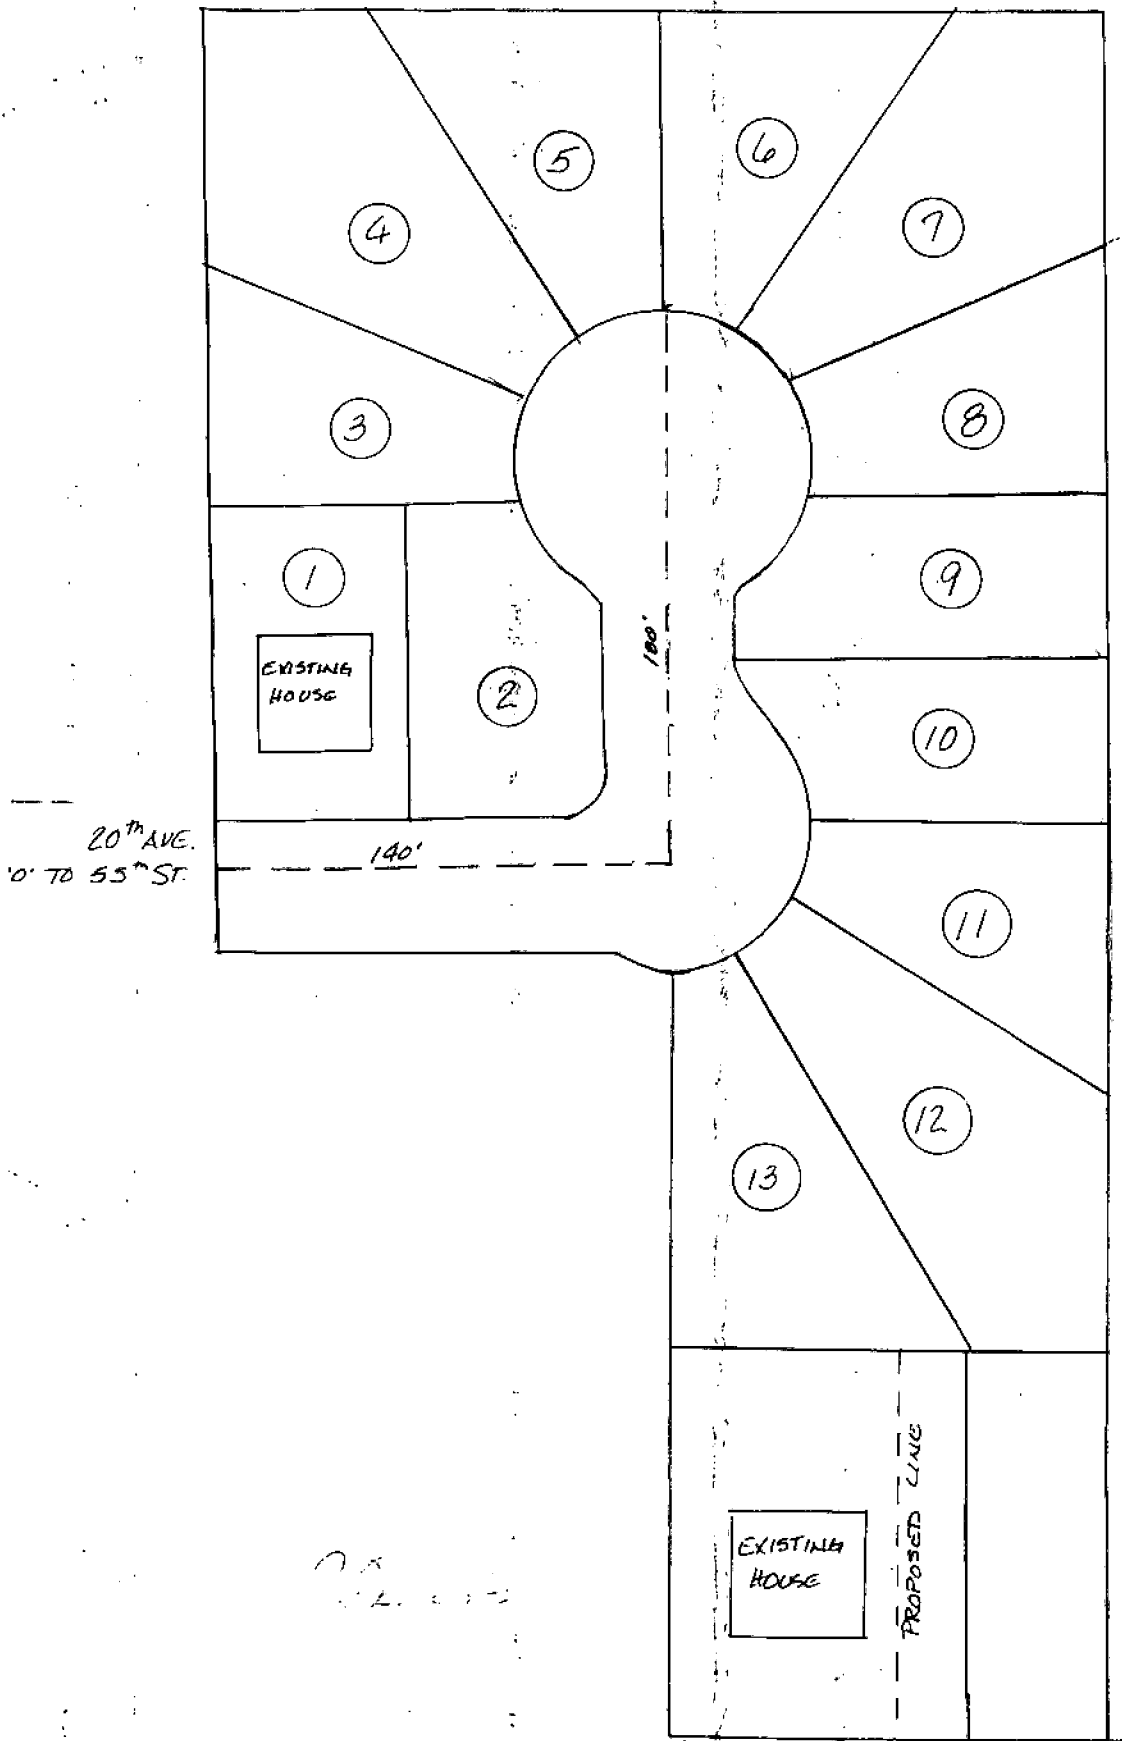 5
6
4
7
3
8
1
9
EXISTING
HOUSE
2
180'
10
20th AVE.
140'
'0' TO 55th ST.
11
12
13
PROPOSED LINE
EXISTING
HOUSE